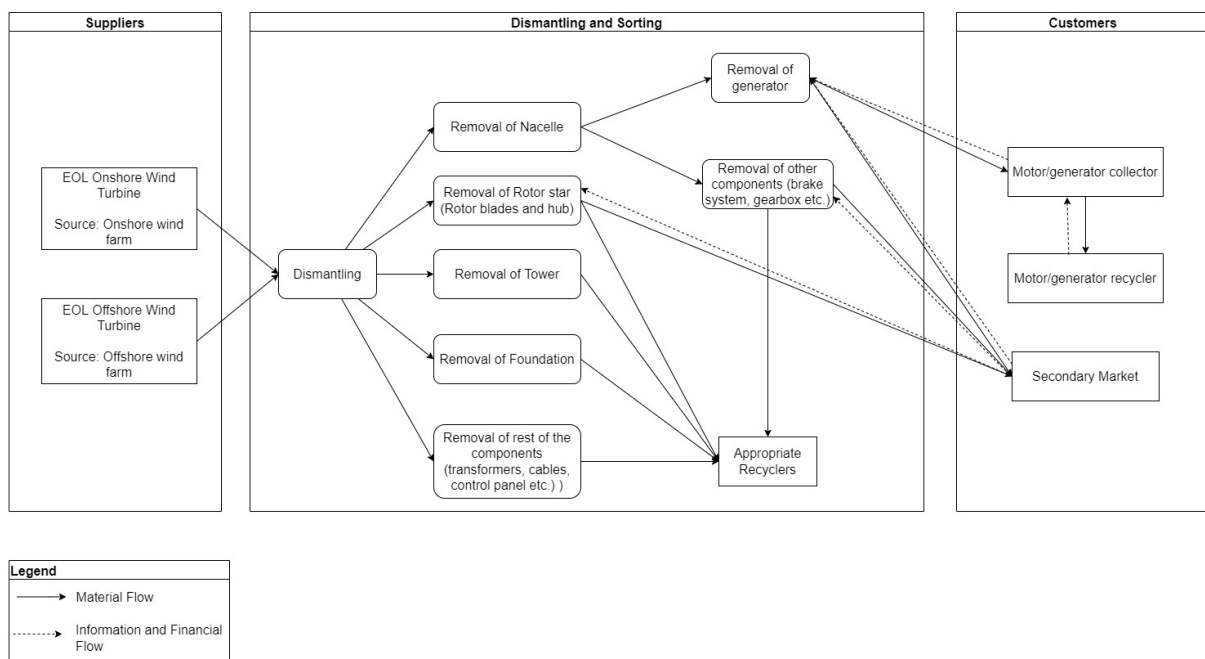 Suppliers
Dismantling and Sorting
Customers
EOL Onshore Wind
Turbine
Source: Onshore wind
farm
EOL Offshore Wind
Turbine
Source: Offshore wind
farm
Dismantling
Removal of Nacelle
Removal of Rotor star
(Rotor blades and hub)
Removal of Tower
Removal of Foundation
Removal of rest of the
components
(transformers, cables,
control panel etc.) )
Removal of
generator
Removal of other
components (brake
system, gearbox etc.)
Appropriate
Recyclers
Motor/generator collector
Motor/generator recycler
Secondary Market
Legend
Material Flow
Information and Financial
Flow